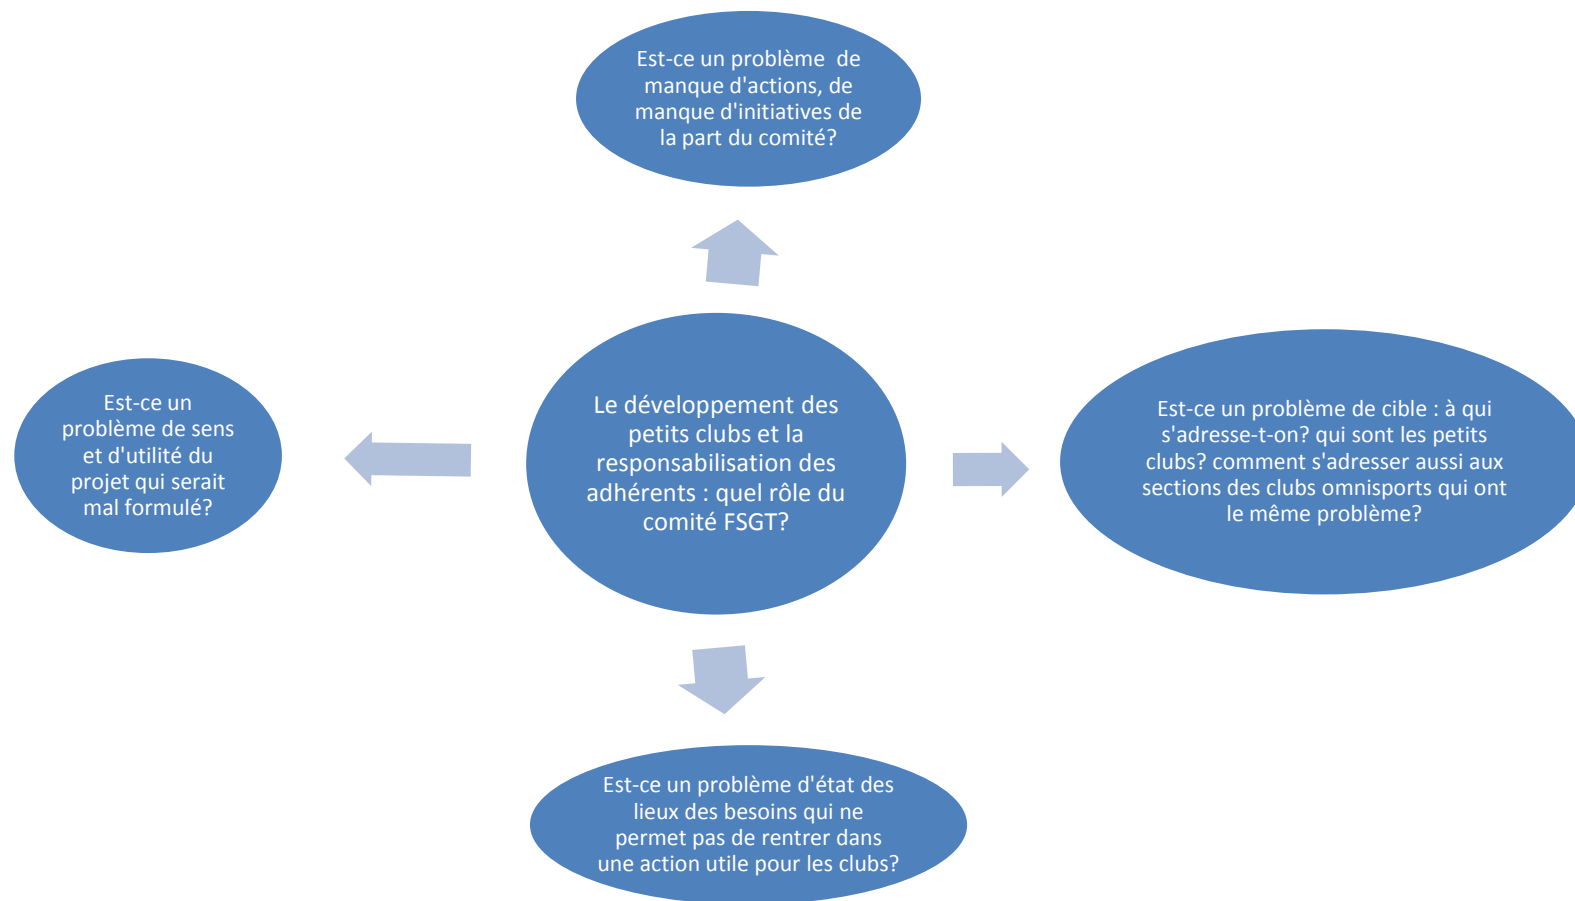 Est-ce un problème  de
manque d'actions, de
manque d'initiatives de
la part du comité?
Est-ce un
problème de sens
et d'utilité du
projet qui serait
mal formulé?
Le développement des
petits clubs et la
responsabilisation des
adhérents : quel rôle du
comité FSGT?
Est-ce un problème de cible : à qui
s'adresse-t-on? qui sont les petits
clubs? comment s'adresser aussi aux
sections des clubs omnisports qui ont
le même problème?
Est-ce un problème d'état des
lieux des besoins qui ne
permet pas de rentrer dans
une action utile pour les clubs?